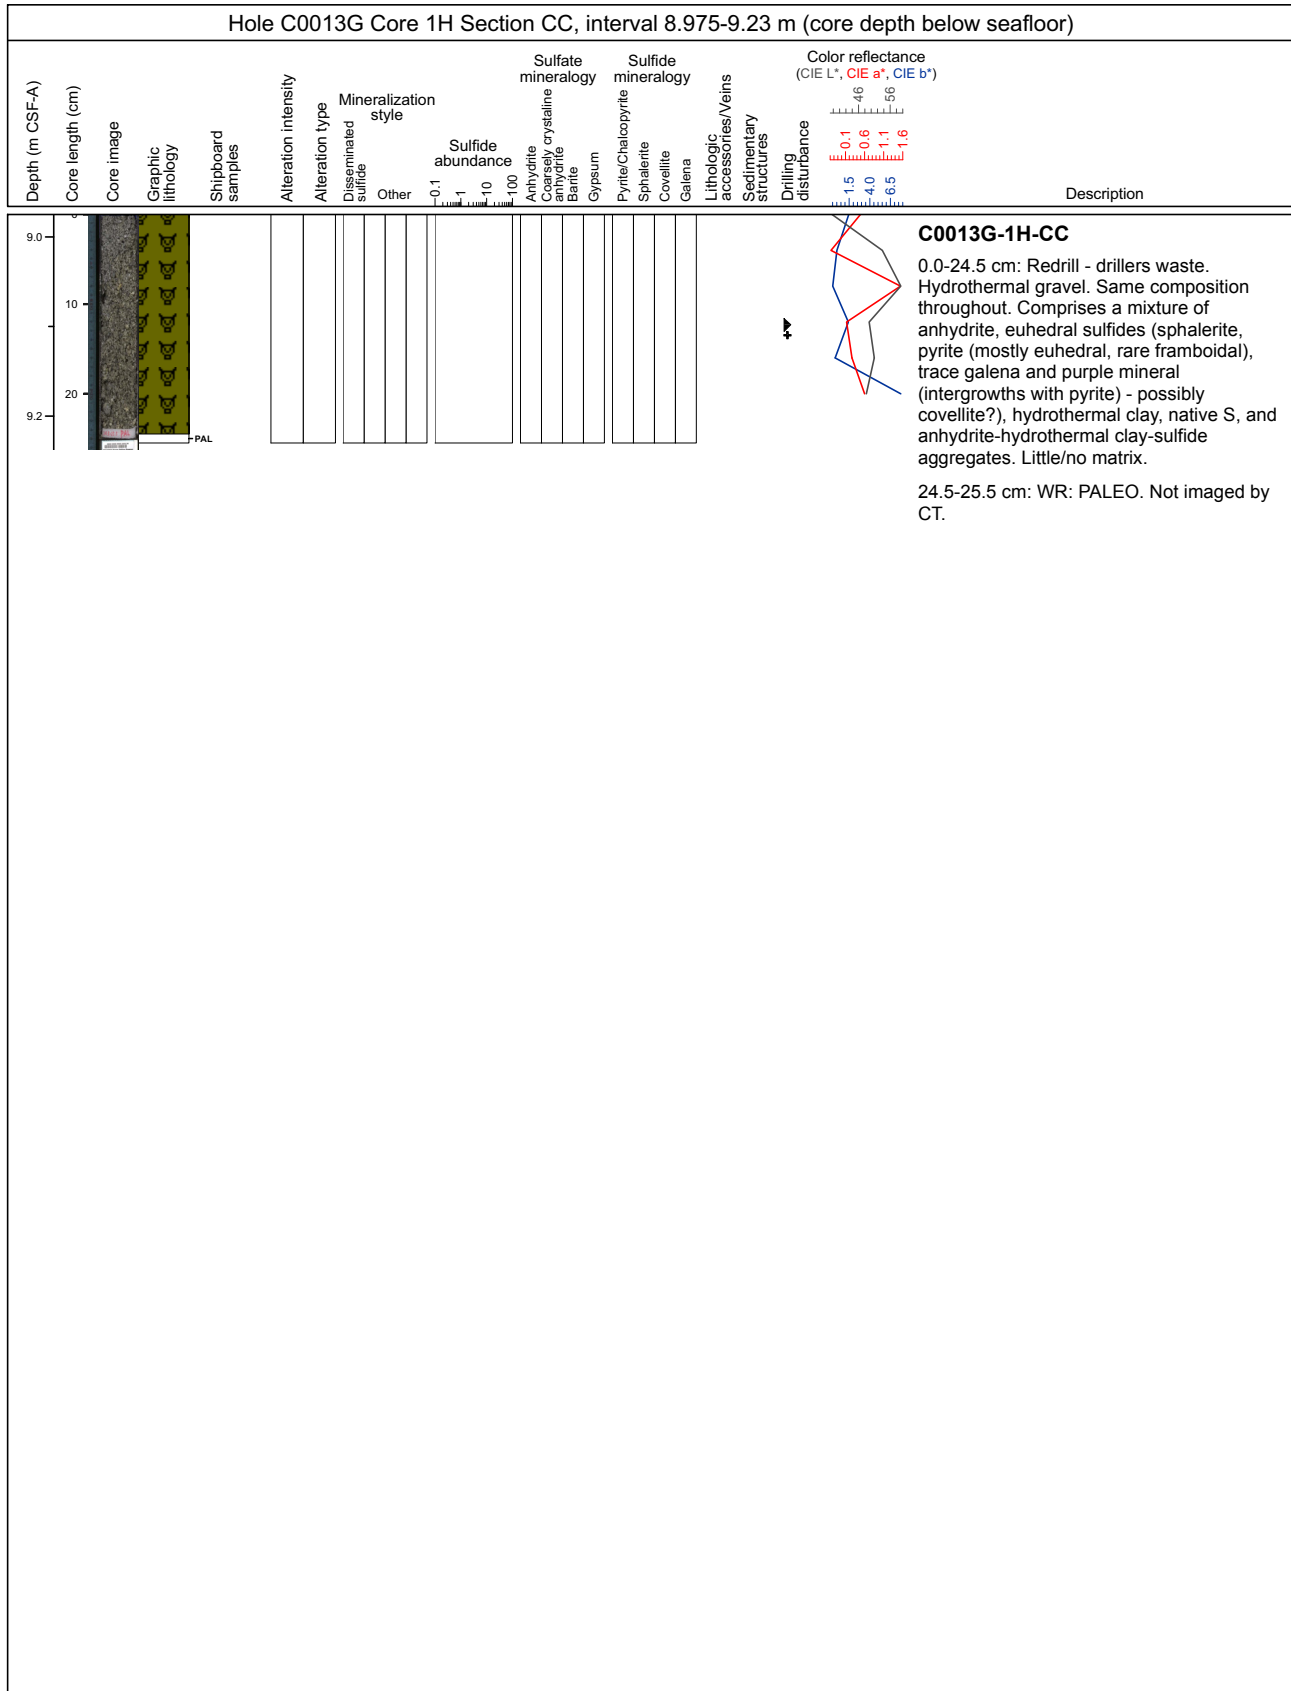 Hole C0013G Core 1H Section CC, interval 8.975-9.23 m (core depth below seafloor)
Depth (m CSF-A)
Core length (cm)
Core image
Graphic
lithology
Shipboard
samples
Alteration intensity
Alteration type
Mineralization
style
Disseminated
sulfide
Other
Sulfide
abundance
0.1
1
10
100
Sulfate
mineralogy
Anhydrite
Coarsely crystaline
anhydrite
Barite
Gypsum
Sulfide
mineralogy
Pyrite/Chalcopyrite
Sphalerite
Covellite
Galena
Lithologic
accessories/Veins
Sedimentary
structures
Drilling
disturbance
Color reflectance
(CIE L*, CIE a*, CIE b*)
46
56
0.1
0.6
1.1
1.6
1.5
4.0
6.5
Description
9.0
9.2
10
20
PAL
C0013G-1H-CC
0.0-24.5 cm: Redrill - drillers waste.
Hydrothermal gravel. Same composition
throughout. Comprises a mixture of
anhydrite, euhedral sulfides (sphalerite,
pyrite (mostly euhedral, rare framboidal),
trace galena and purple mineral
(intergrowths with pyrite) - possibly
covellite?), hydrothermal clay, native S, and
anhydrite-hydrothermal clay-sulfide
aggregates. Little/no matrix.
24.5-25.5 cm: WR: PALEO. Not imaged by
CT.